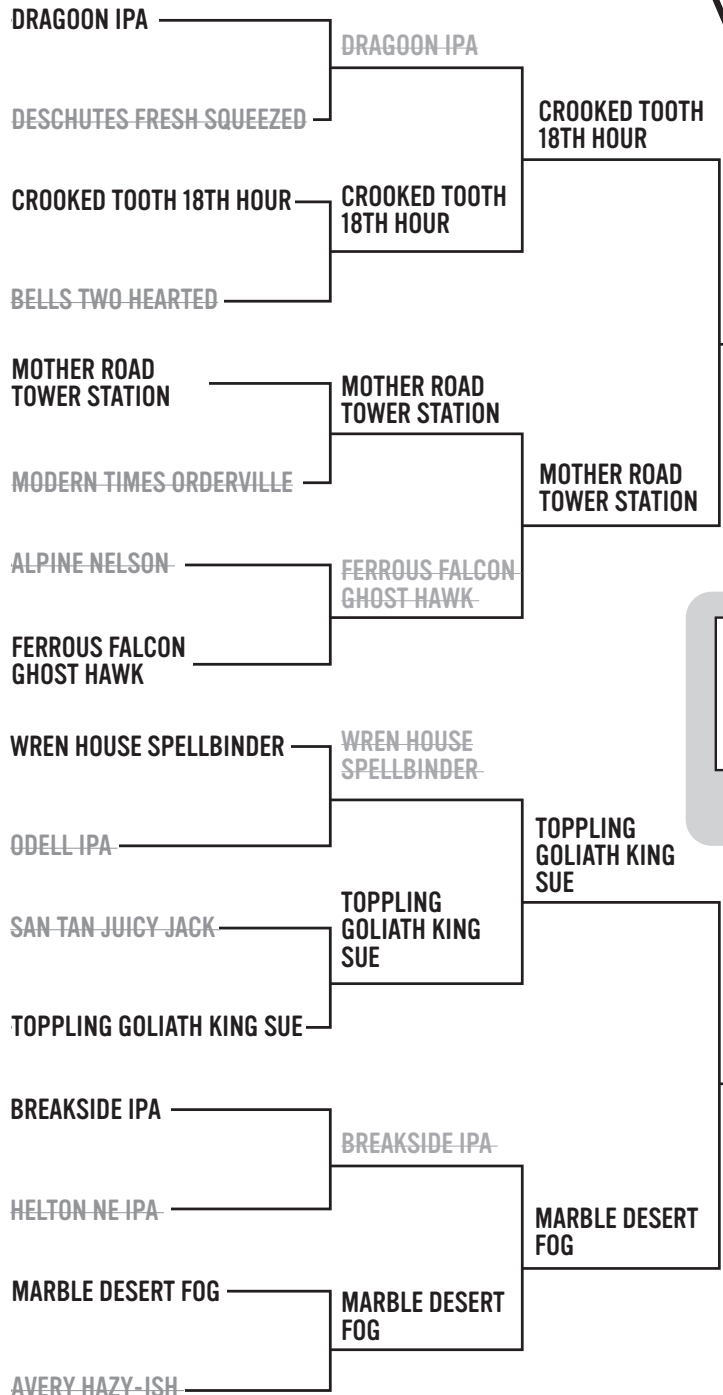 DRAGOON IPA
DESCHUTES FRESH SQUEEZED
CROOKED TOOTH 18TH HOUR
BELLS TWO HEARTED
MOTHER ROAD
TOWER STATION
MODERN TIMES ORDERVILLE
ALPINE NELSON
FERROUS FALCON
GHOST HAWK
WREN HOUSE SPELLBINDER
ODELL IPA
SAN TAN JUICY JACK
TOPPLING GOLIATH KING SUE
BREAKSIDE IPA
HELTON NE IPA
MARBLE DESERT FOG
AVERY HAZY-ISH
DRAGOON IPA
CROOKED TOOTH
18TH HOUR
MOTHER ROAD
TOWER STATION
FERROUS FALCON
GHOST HAWK
WREN HOUSE
SPELLBINDER
TOPPLING
GOLIATH KING
SUE
BREAKSIDE IPA
MARBLE DESERT
FOG
CROOKED TOOTH
18TH HOUR
MOTHER ROAD
TOWER STATION
TOPPLING
GOLIATH KING
SUE
MARBLE DESERT
FOG